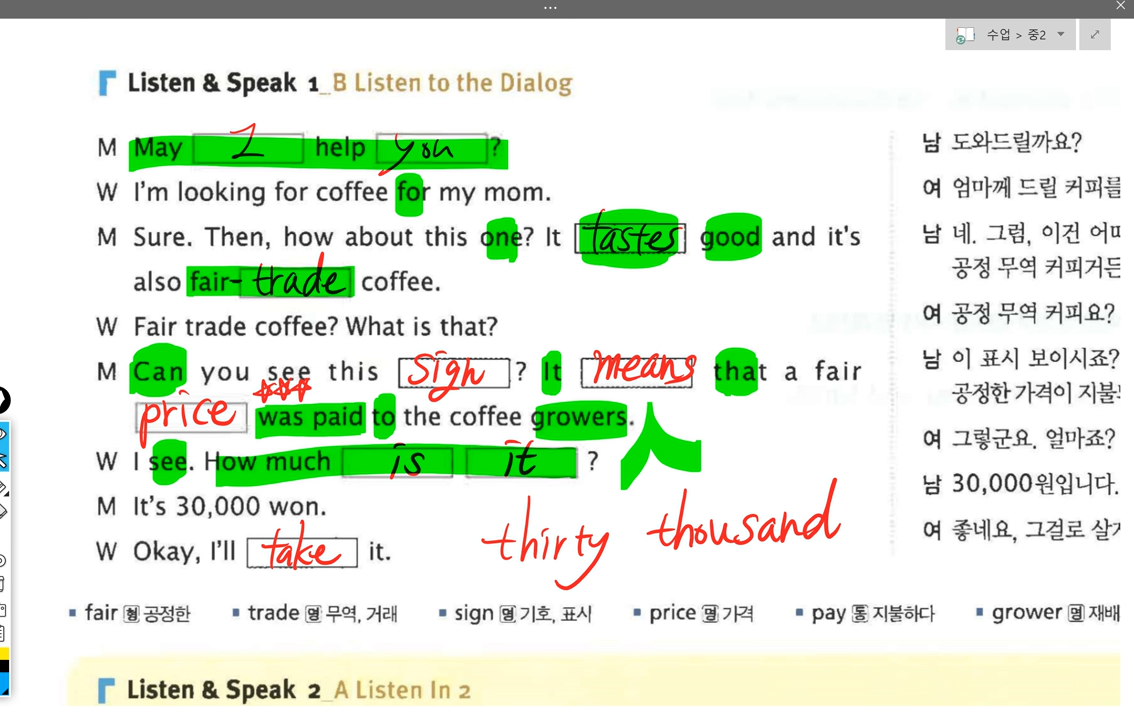 ...
수업 > 중2
Listen & Speak 1_B Listen to the Dialog
M May I help you?
W I'm looking for coffee for my mom.
M Sure. Then, how about this one? It tastes good and it's
also fair-trade coffee.
W Fair trade coffee? What is that?
M Can you see this sign? It means that a fair
price was paid to the coffee growers.
W I see. How much is it ?
M It's 30,000 won.
W Okay, I'll take it.
thirty thousand
남 도와드릴까요?
여 엄마께 드릴 커피를
남 네. 그럼, 이건 어떠
공정 무역 커피거든
여 공정 무역 커피요?
남 이 표시 보이시죠?
공정한 가격이 지불
여 그렇군요. 얼마죠?
남 30,000원입니다.
여 좋네요, 그걸로 살게
▪ fair 형 공정한 ▪ trade 명 무역, 거래 ▪ sign 명 기호, 표시 ▪ price 명 가격 ▪ pay 동 지불하다 ▪ grower 명 재배
Listen & Speak 2_A Listen In 2